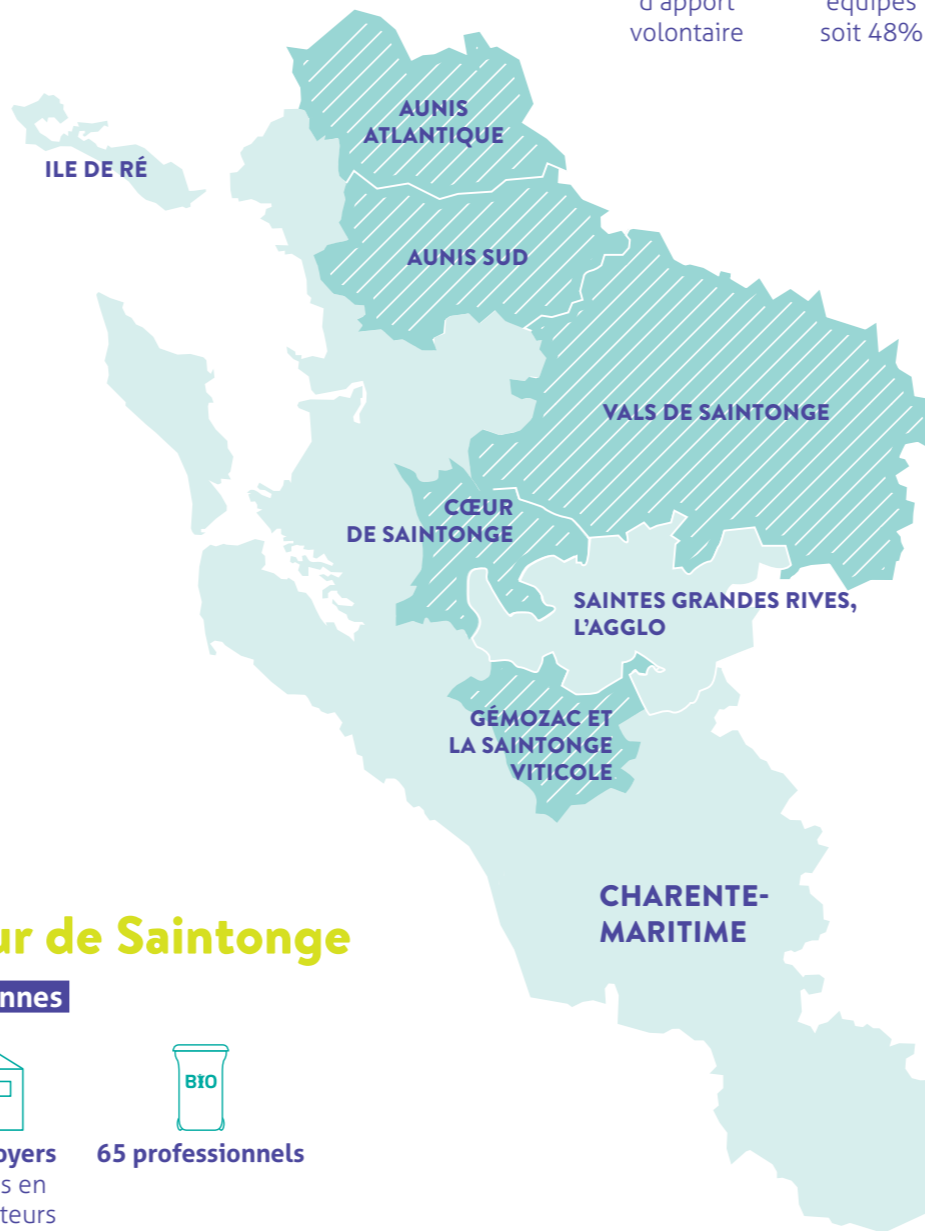 d'apport
volontaire
équipés
soit 48%
AUNIS
ATLANTIQUE
ILE DE RÉ
AUNIS SUD
VALS DE SAINTONGE
CŒUR
DE SAINTONGE
SAINTES GRANDES RIVES,
L'AGGLO
GÉMOZAC ET
LA SAINTONGE
VITICOLE
CHARENTE-
MARITIME
ur de Saintonge
nnes
BIO
oyers
s en
teurs
65 professionnels